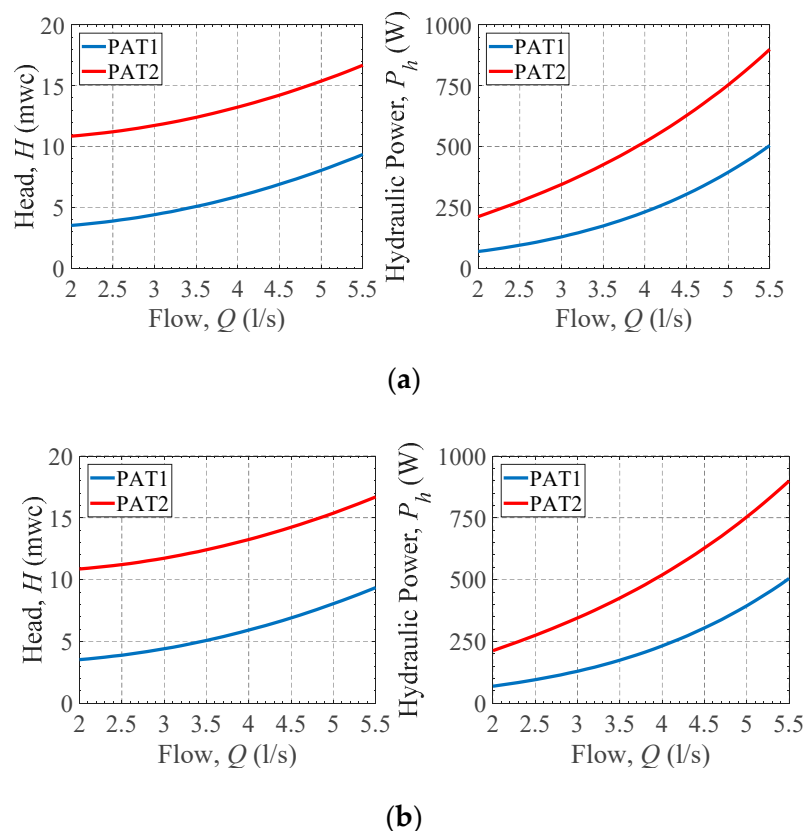 20
15
10
5
0
Head, H (mwc)
PAT1
PAT2
2 2.5 3 3.5 4 4.5 5 5.5
Flow, Q (l/s)
1000
750
500
250
0
Hydraulic Power, P_h (W)
PAT1
PAT2
2 2.5 3 3.5 4 4.5 5 5.5
Flow, Q (l/s)
(a)
20
15
10
5
0
Head, H (mwc)
PAT1
PAT2
2 2.5 3 3.5 4 4.5 5 5.5
Flow, Q (l/s)
1000
750
500
250
0
Hydraulic Power, P_h (W)
PAT1
PAT2
2 2.5 3 3.5 4 4.5 5 5.5
Flow, Q (l/s)
(b)